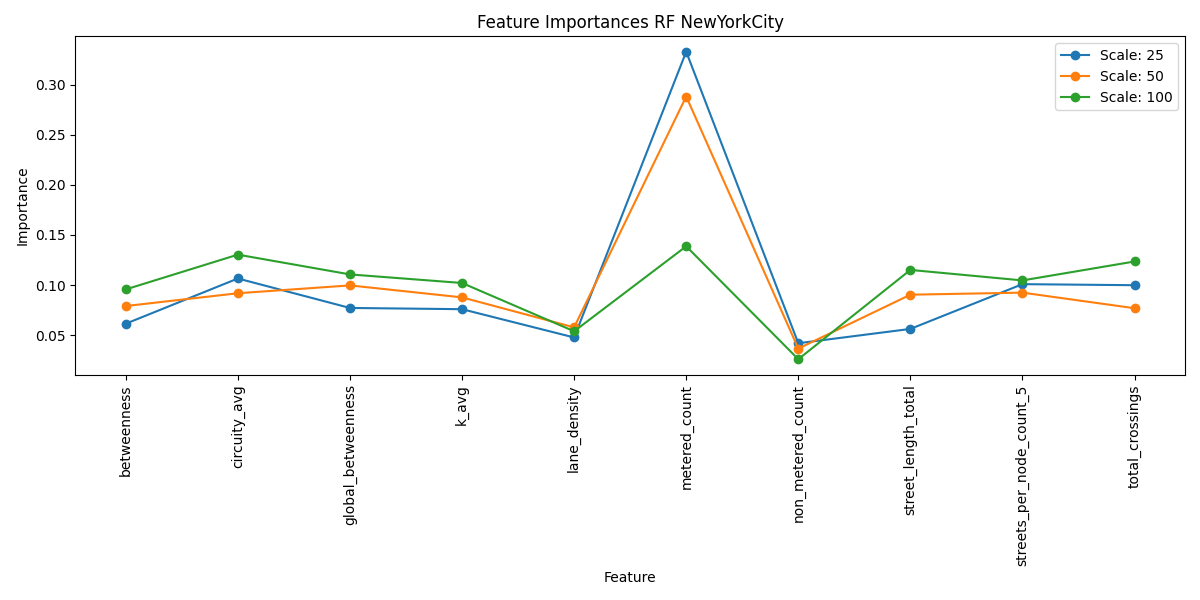 Feature Importances RF NewYorkCity
Scale: 25
Scale: 50
Scale: 100
Importance
0.30
0.25
0.20
0.15
0.10
0.05
betweenness
circuity_avg
global_betweenness
k_avg
lane_density
metered_count
non_metered_count
street_length_total
streets_per_node_count_5
total_crossings
Feature